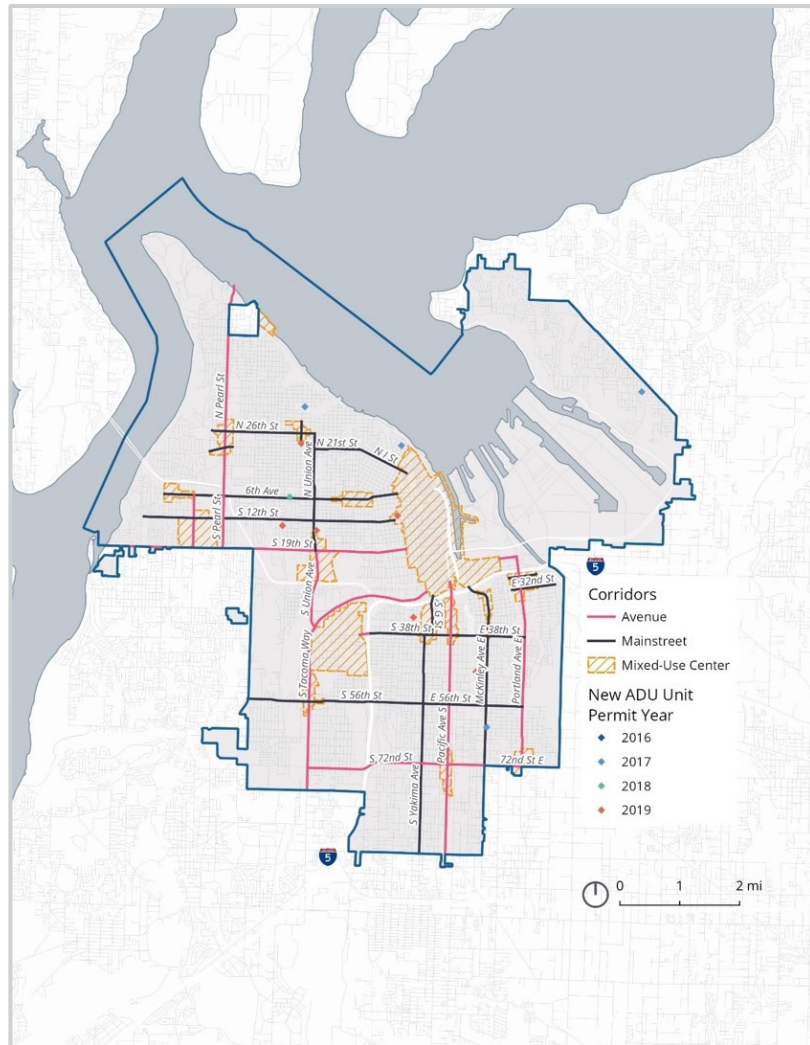 N Pearl St
N 26th St
N Union Ave
N 21st St
N I St
6th Ave
S Pearl St
S 12th St
S 19th St
S Union Ave
5
E 32nd St
S G St
S 38th St
E 38th St
S Tacoma Way
McKinley Ave E
Portland Ave E
S 56th St
E 56th St
Pacific Ave S
S 72nd St
72nd St E
S Yakima Ave
5
Corridors
Avenue
Mainstreet
Mixed-Use Center
New ADU Unit
Permit Year
2016
2017
2018
2019
0 1 2 mi